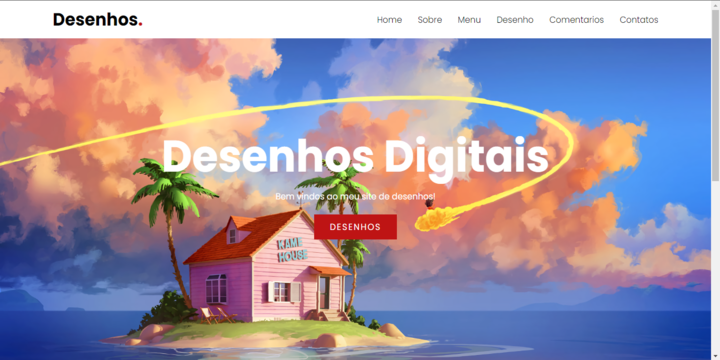 Desenhos.
Home Sobre Menu Desenho Comentarios Contatos
Desenhos Digitais
Bem vindos ao meu site de desenhos!
DESENHOS
KAME
HOUSE